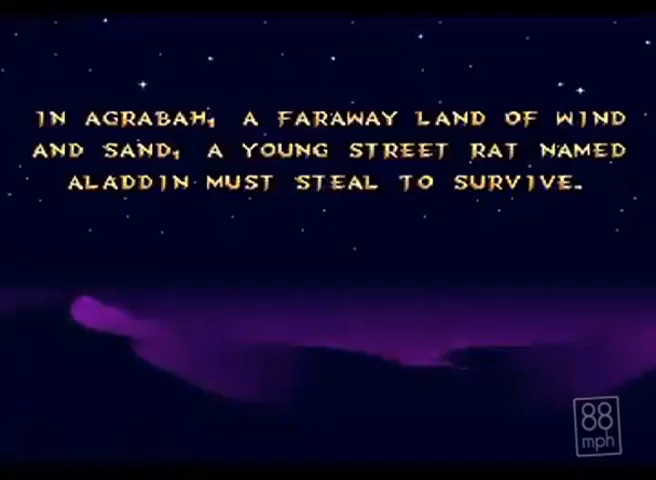 IN AGRABAH, A FARAWAY LAND OF WIND
AND SAND, A YOUNG STREET RAT NAMED
ALADDIN MUST STEAL TO SURVIVE.
88
mph